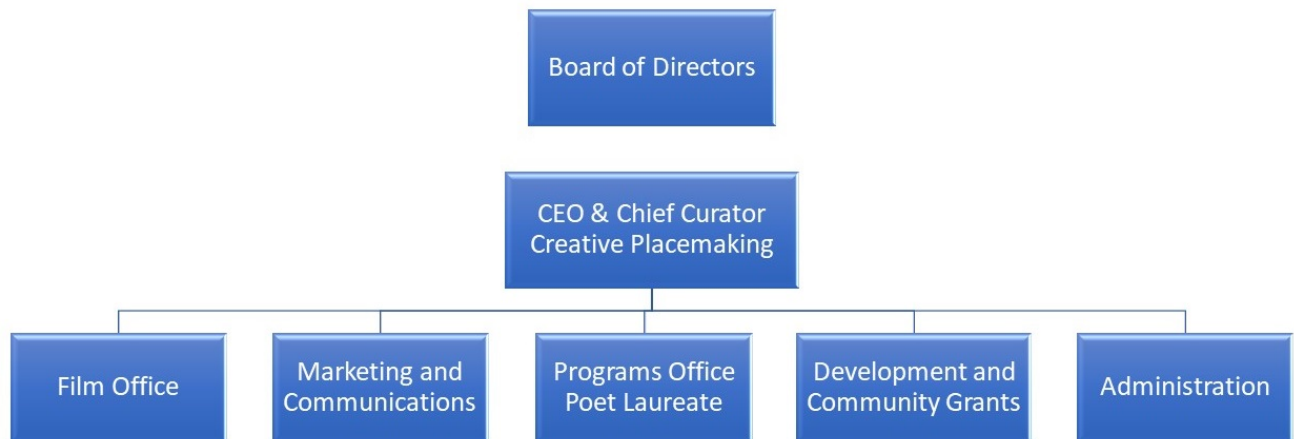 Board of Directors
CEO & Chief Curator
Creative Placemaking
Film Office
Marketing and
Communications
Programs Office
Poet Laureate
Development and
Community Grants
Administration